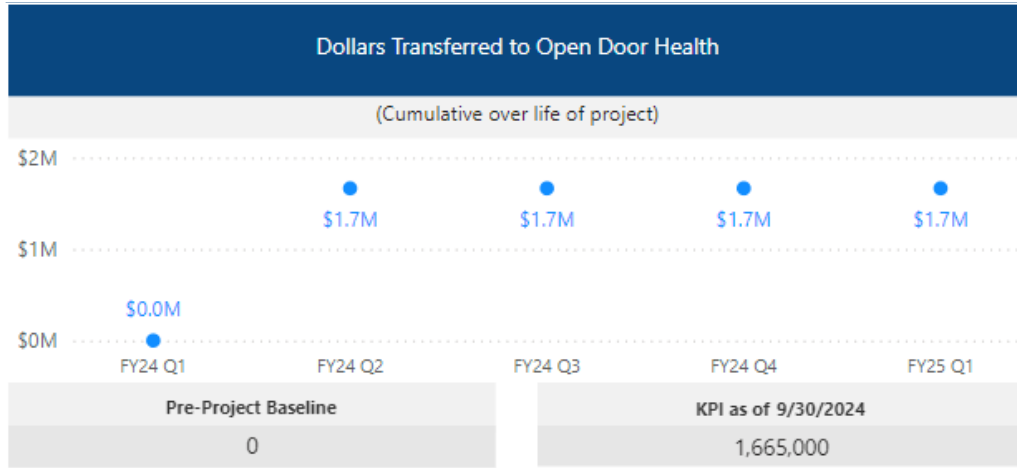 Dollars Transferred to Open Door Health
(Cumulative over life of project)
$2M
$1.7M $1.7M $1.7M $1.7M
$1M
$0.0M
$0M
FY24 Q1 FY24 Q2 FY24 Q3 FY24 Q4 FY25 Q1
Pre-Project Baseline KPI as of 9/30/2024
0 1,665,000